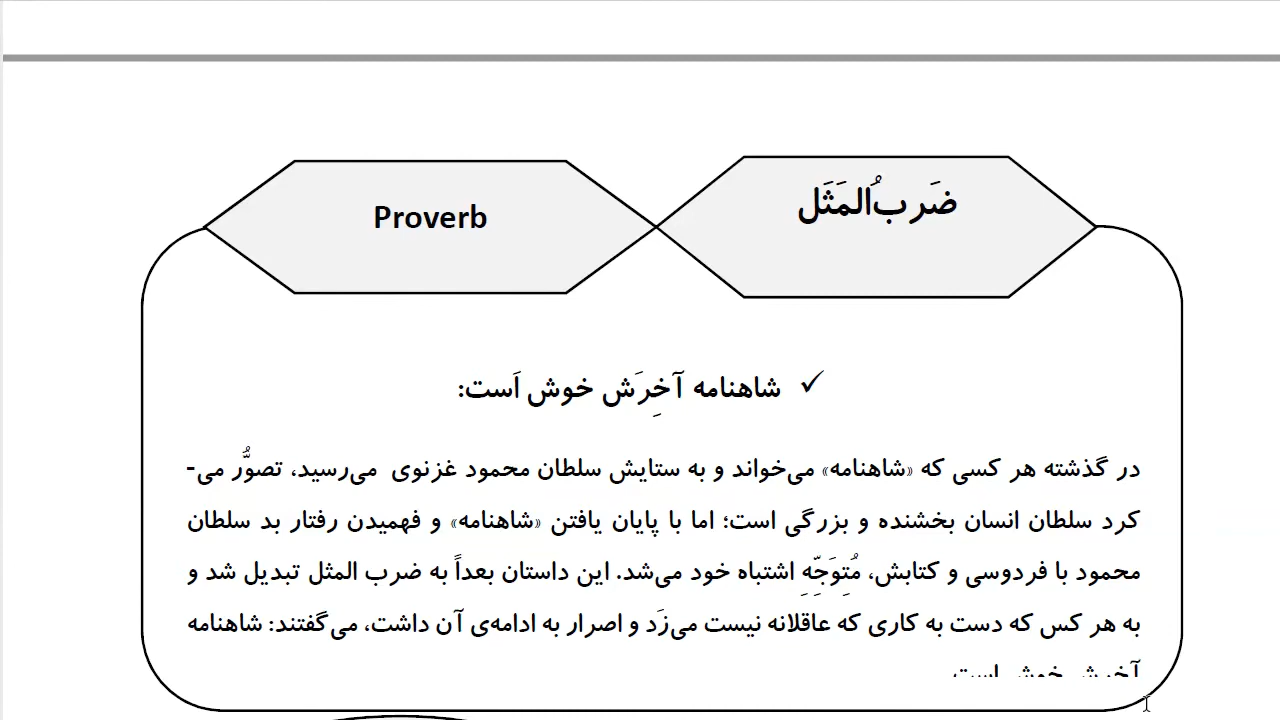 ضَربُ‌المَثَل
Proverb
✓ شاهنامه آخِرَش خوش اَست:
در گذشته هر کسی که «شاهنامه» می‌خواند و به ستایش سلطان محمود غزنوی می‌رسید، تصوُّر می-
کرد سلطان انسان بخشنده و بزرگی است؛ اما با پایان یافتن «شاهنامه» و فهمیدن رفتار بد سلطان
محمود با فردوسی و کتابش، مُتِوَجِّهِ اشتباه خود می‌شد. این داستان بعداً به ضرب المثل تبدیل شد و
به هر کس که دست به کاری که عاقلانه نیست می‌زَد و اصرار به ادامه‌ی آن داشت، می‌گفتند: شاهنامه
آخرش خوش است